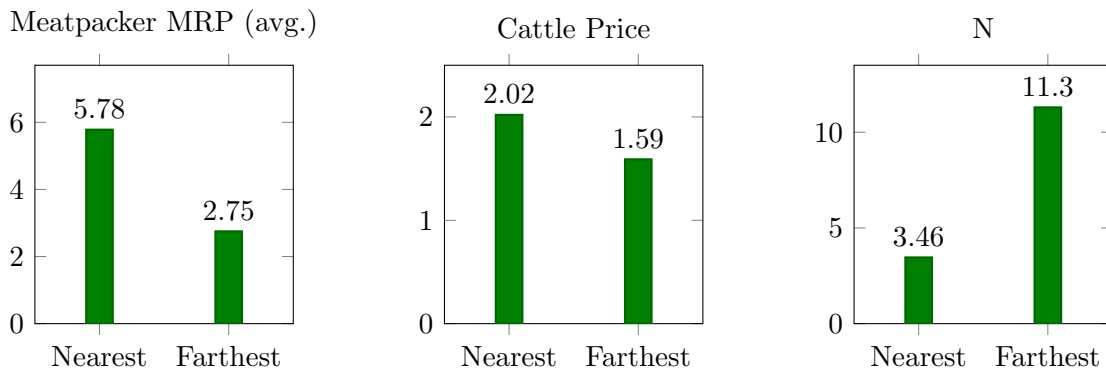 Meatpacker MRP (avg.)
6
4
2
0
5.78
2.75
Nearest
Farthest
Cattle Price
2
1
0
2.02
1.59
Nearest
Farthest
N
10
5
0
3.46
11.3
Nearest
Farthest